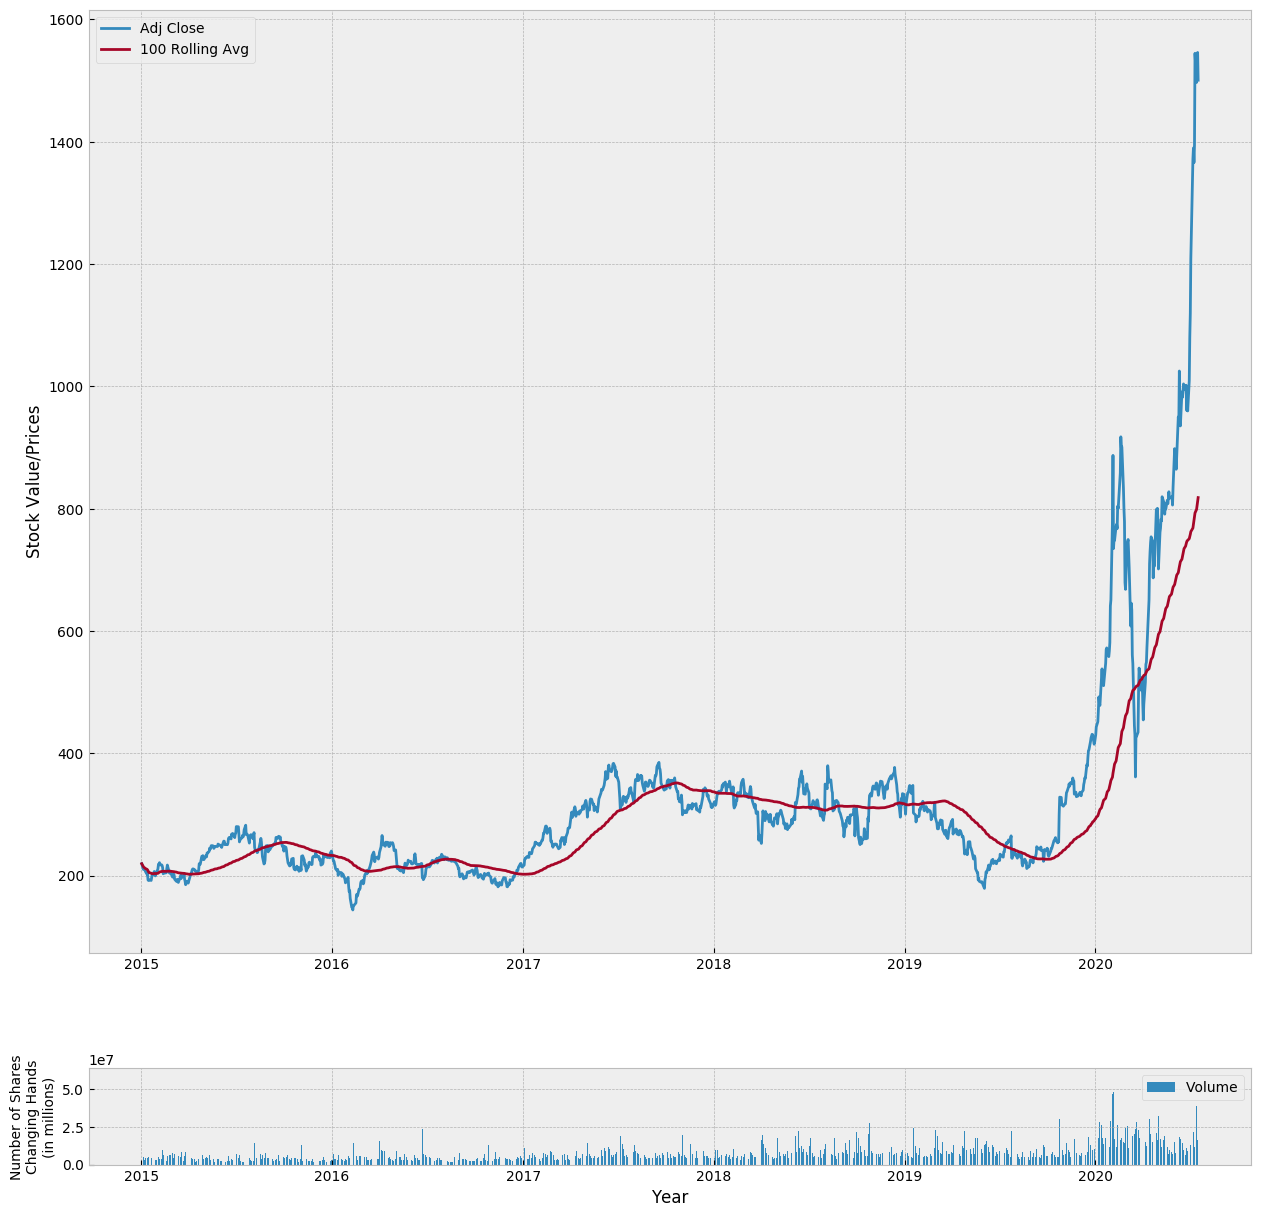 Adj Close
100 Rolling Avg
1600
1400
1200
1000
800
600
400
200
Stock Value/Prices
2015 2016 2017 2018 2019 2020
1e7
Volume
5.0
2.5
0.0
Number of Shares
Changing Hands
(in millions)
2015 2016 2017 2018 2019 2020
Year